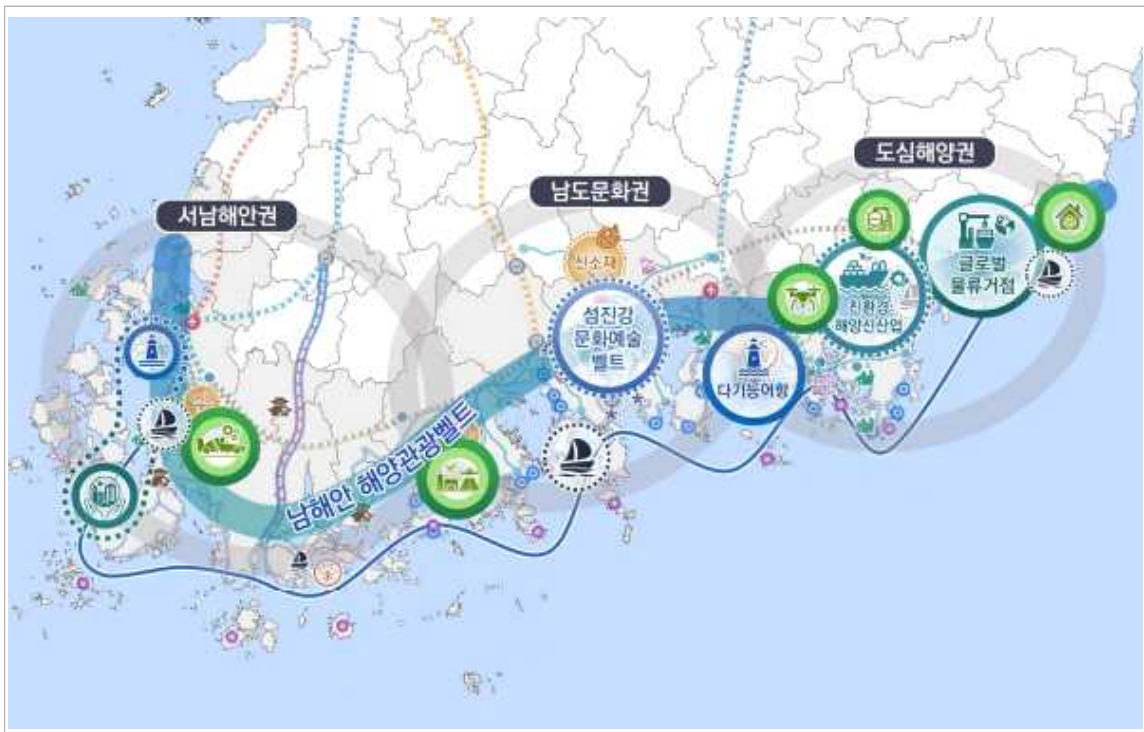 도심해양권
남도문화권
서남해안권
신소재
글로벌
물류거점
섬진강
문화예술
벨트
친환경
해양신산업
다기능어항
남해안 해양관광벨트